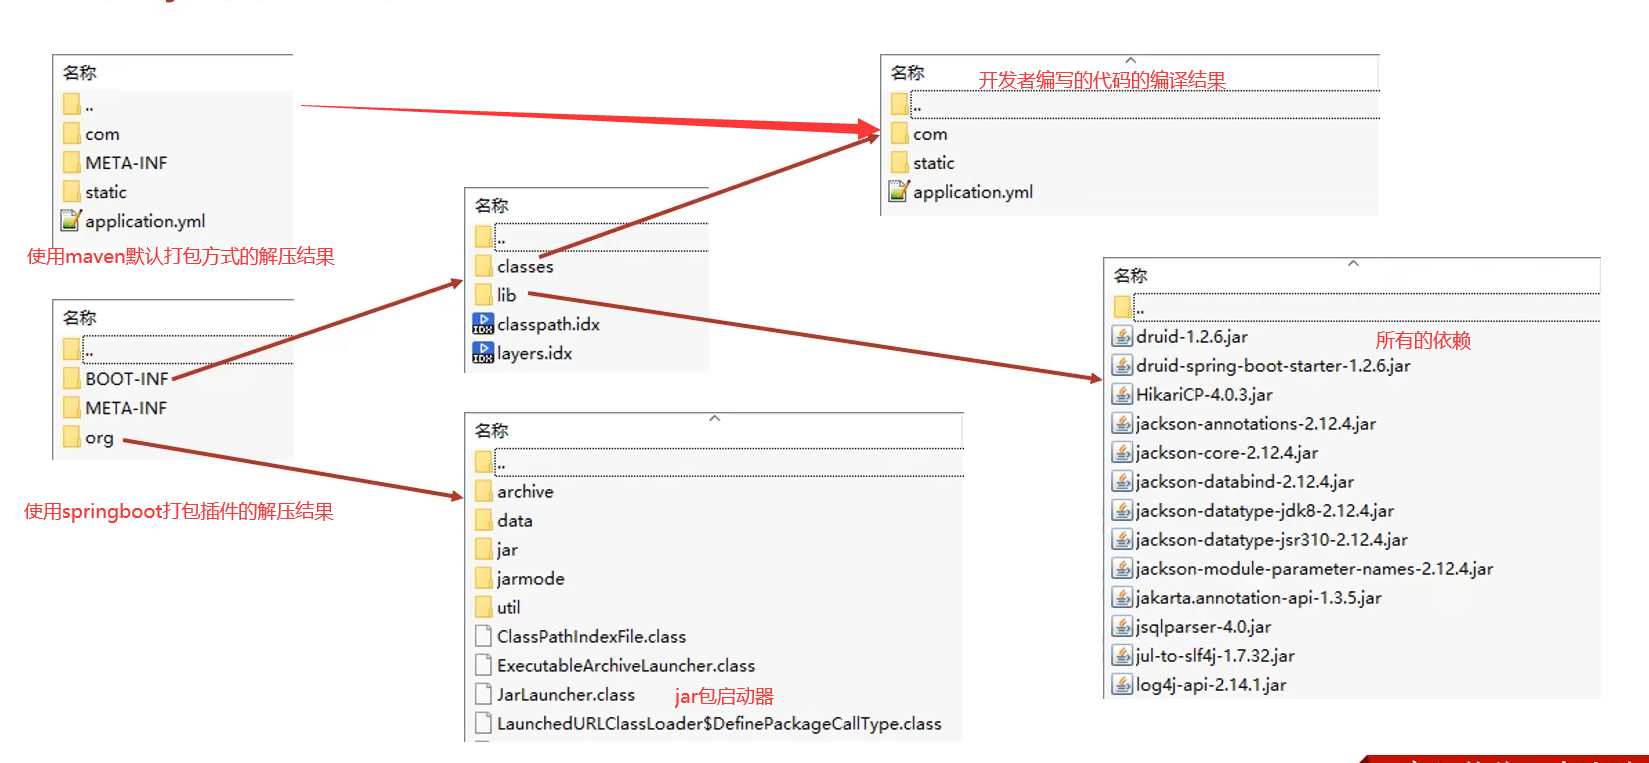 名称
..
com
META-INF
static
application.yml
使用maven默认打包方式的解压结果
名称
..
BOOT-INF
META-INF
org
使用springboot打包插件的解压结果
名称
..
classes
lib
IDX
classpath.idx
IDX
layers.idx
名称
..
archive
data
jar
jarmode
util
ClassPathIndexFile.class
ExecutableArchiveLauncher.class
JarLauncher.class
jar包启动器
LaunchedURLClassLoader$DefinePackageCallType.class
名称
开发者编写的代码的编译结果
..
com
static
application.yml
名称
..
所有的依赖
druid-1.2.6.jar
druid-spring-boot-starter-1.2.6.jar
HikariCP-4.0.3.jar
jackson-annotations-2.12.4.jar
jackson-core-2.12.4.jar
jackson-databind-2.12.4.jar
jackson-datatype-jdk8-2.12.4.jar
jackson-datatype-jsr310-2.12.4.jar
jackson-module-parameter-names-2.12.4.jar
jakarta.annotation-api-1.3.5.jar
jsqlparser-4.0.jar
jul-to-slf4j-1.7.32.jar
log4j-api-2.14.1.jar